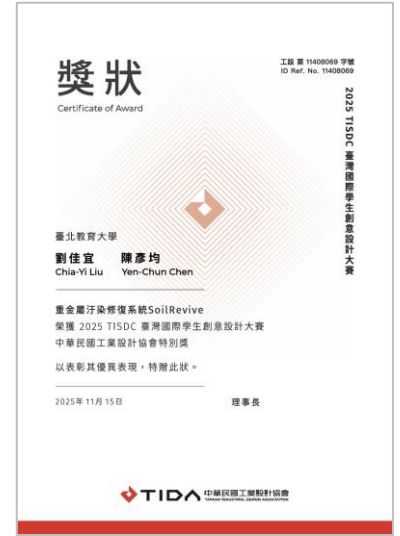 獎狀
Certificate of Award
工設 第 11408069 字號
ID Ref. No. 11408069
2025 TISDC 臺灣國際學生創意設計大賽
臺北教育大學
劉佳宜 陳彥均
Chia-Yi Liu Yen-Chun Chen
重金屬汙染修復系統SoilRevive
榮獲 2025 TISDC 臺灣國際學生創意設計大賽
中華民國工業設計協會特別獎
以表彰其優異表現，特贈此狀。
2025年11月15日 理事長
TIDA 中華民國工業設計協會
TAIWAN INDUSTRIAL DESIGN ASSOCIATION